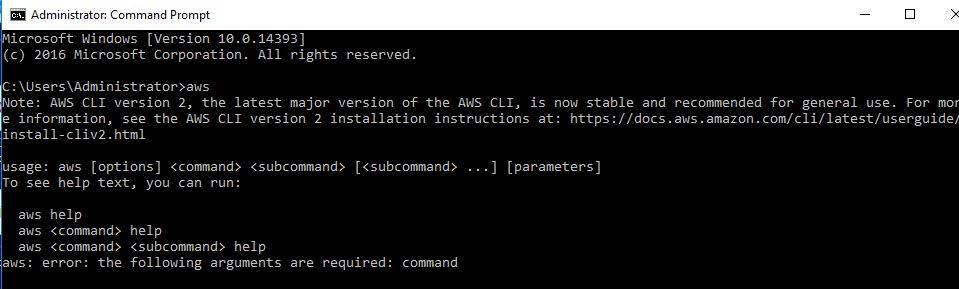 Administrator: Command Prompt
Microsoft Windows [Version 10.0.14393]
(c) 2016 Microsoft Corporation. All rights reserved.
C:\Users\Administrator>aws
Note: AWS CLI version 2, the latest major version of the AWS CLI, is now stable and recommended for general use. For mor
e information, see the AWS CLI version 2 installation instructions at: https://docs.aws.amazon.com/cli/latest/userguide/
install-cliv2.html
usage: aws [options] <command> <subcommand> [<subcommand> ...] [parameters]
To see help text, you can run:
aws help
aws <command> help
aws <command> <subcommand> help
aws: error: the following arguments are required: command